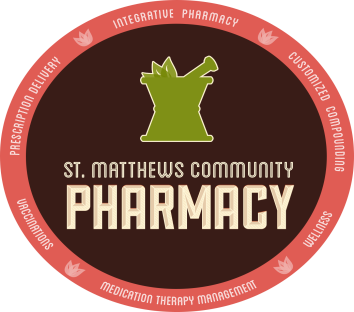 INTEGRATIVE PHARMACY
CUSTOMIZED COMPOUNDING
WELLNESS
MEDICATION THERAPY MANAGEMENT
VACCINATIONS
PRESCRIPTION DELIVERY
ST. MATTHEWS COMMUNITY
PHARMACY